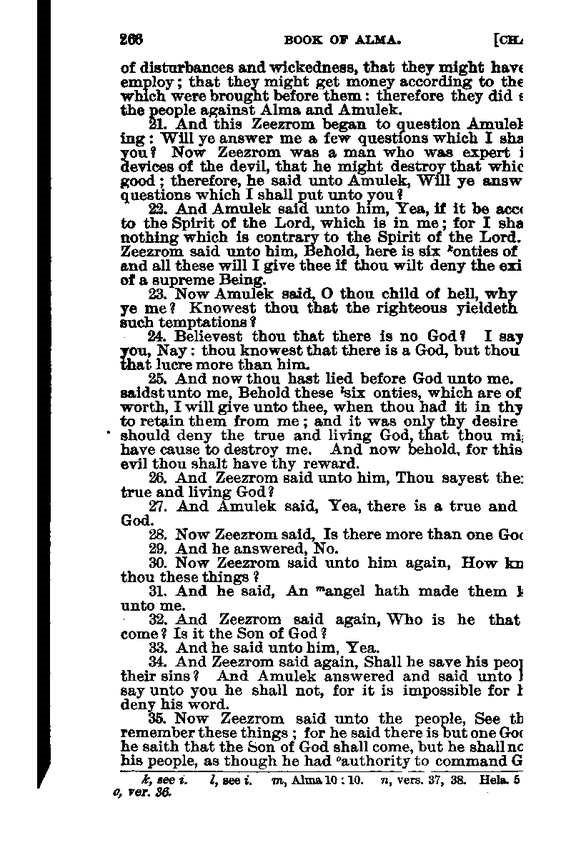 266 BOOK OF ALMA. [CH
of disturbances and wickedness, that they might have
employ; that they might get money according to the
which were brought before them: therefore they did s
the people against Alma and Amulek.
21. And this Zeezrom began to question Amulek
ing: Will ye answer me a few questions which I sha
you? Now Zeezrom was a man who was expert i
devices of the devil, that he might destroy that whic
good; therefore, he said unto Amulek, Will ye answ
questions which I shall put unto you?
22. And Amulek said unto him, Yea, if it be acco
to the Spirit of the Lord, which is in me; for I sha
nothing which is contrary to the Spirit of the Lord.
Zeezrom said unto him, Behold, here is six konties of
and all these will I give thee if thou wilt deny the exi
of a supreme Being.
23. Now Amulek said, O thou child of hell, why
ye me? Knowest thou that the righteous yieldeth
such temptations?
24. Believest thou that there is no God? I say
you, Nay: thou knowest that there is a God, but thou
that lucre more than him.
25. And now thou hast lied before God unto me.
saidst unto me, Behold these lsix onties, which are of
worth, I will give unto thee, when thou had it in thy
to retain them from me; and it was only thy desire
should deny the true and living God, that thou mi
have cause to destroy me. And now behold, for this
evil thou shalt have thy reward.
26. And Zeezrom said unto him, Thou sayest the
true and living God?
27. And Amulek said, Yea, there is a true and
God.
28. Now Zeezrom said, Is there more than one Go
29. And he answered, No.
30. Now Zeezrom said unto him again, How kn
thou these things?
31. And he said, An mangel hath made them k
unto me.
32. And Zeezrom said again, Who is he that
come? Is it the Son of God?
33. And he said unto him, Yea.
34. And Zeezrom said again, Shall he save his peo
their sins? And Amulek answered and said unto
say unto you he shall not, for it is impossible for h
deny his word.
35. Now Zeezrom said unto the people, See th
remember these things; for he said there is but one Go
he saith that the Son of God shall come, but he shall no
his people, as though he had oauthority to command G
k, see i. l, see i. m, Alma 10:10. n, vers. 37, 38. Hela. 5
o, ver. 36.